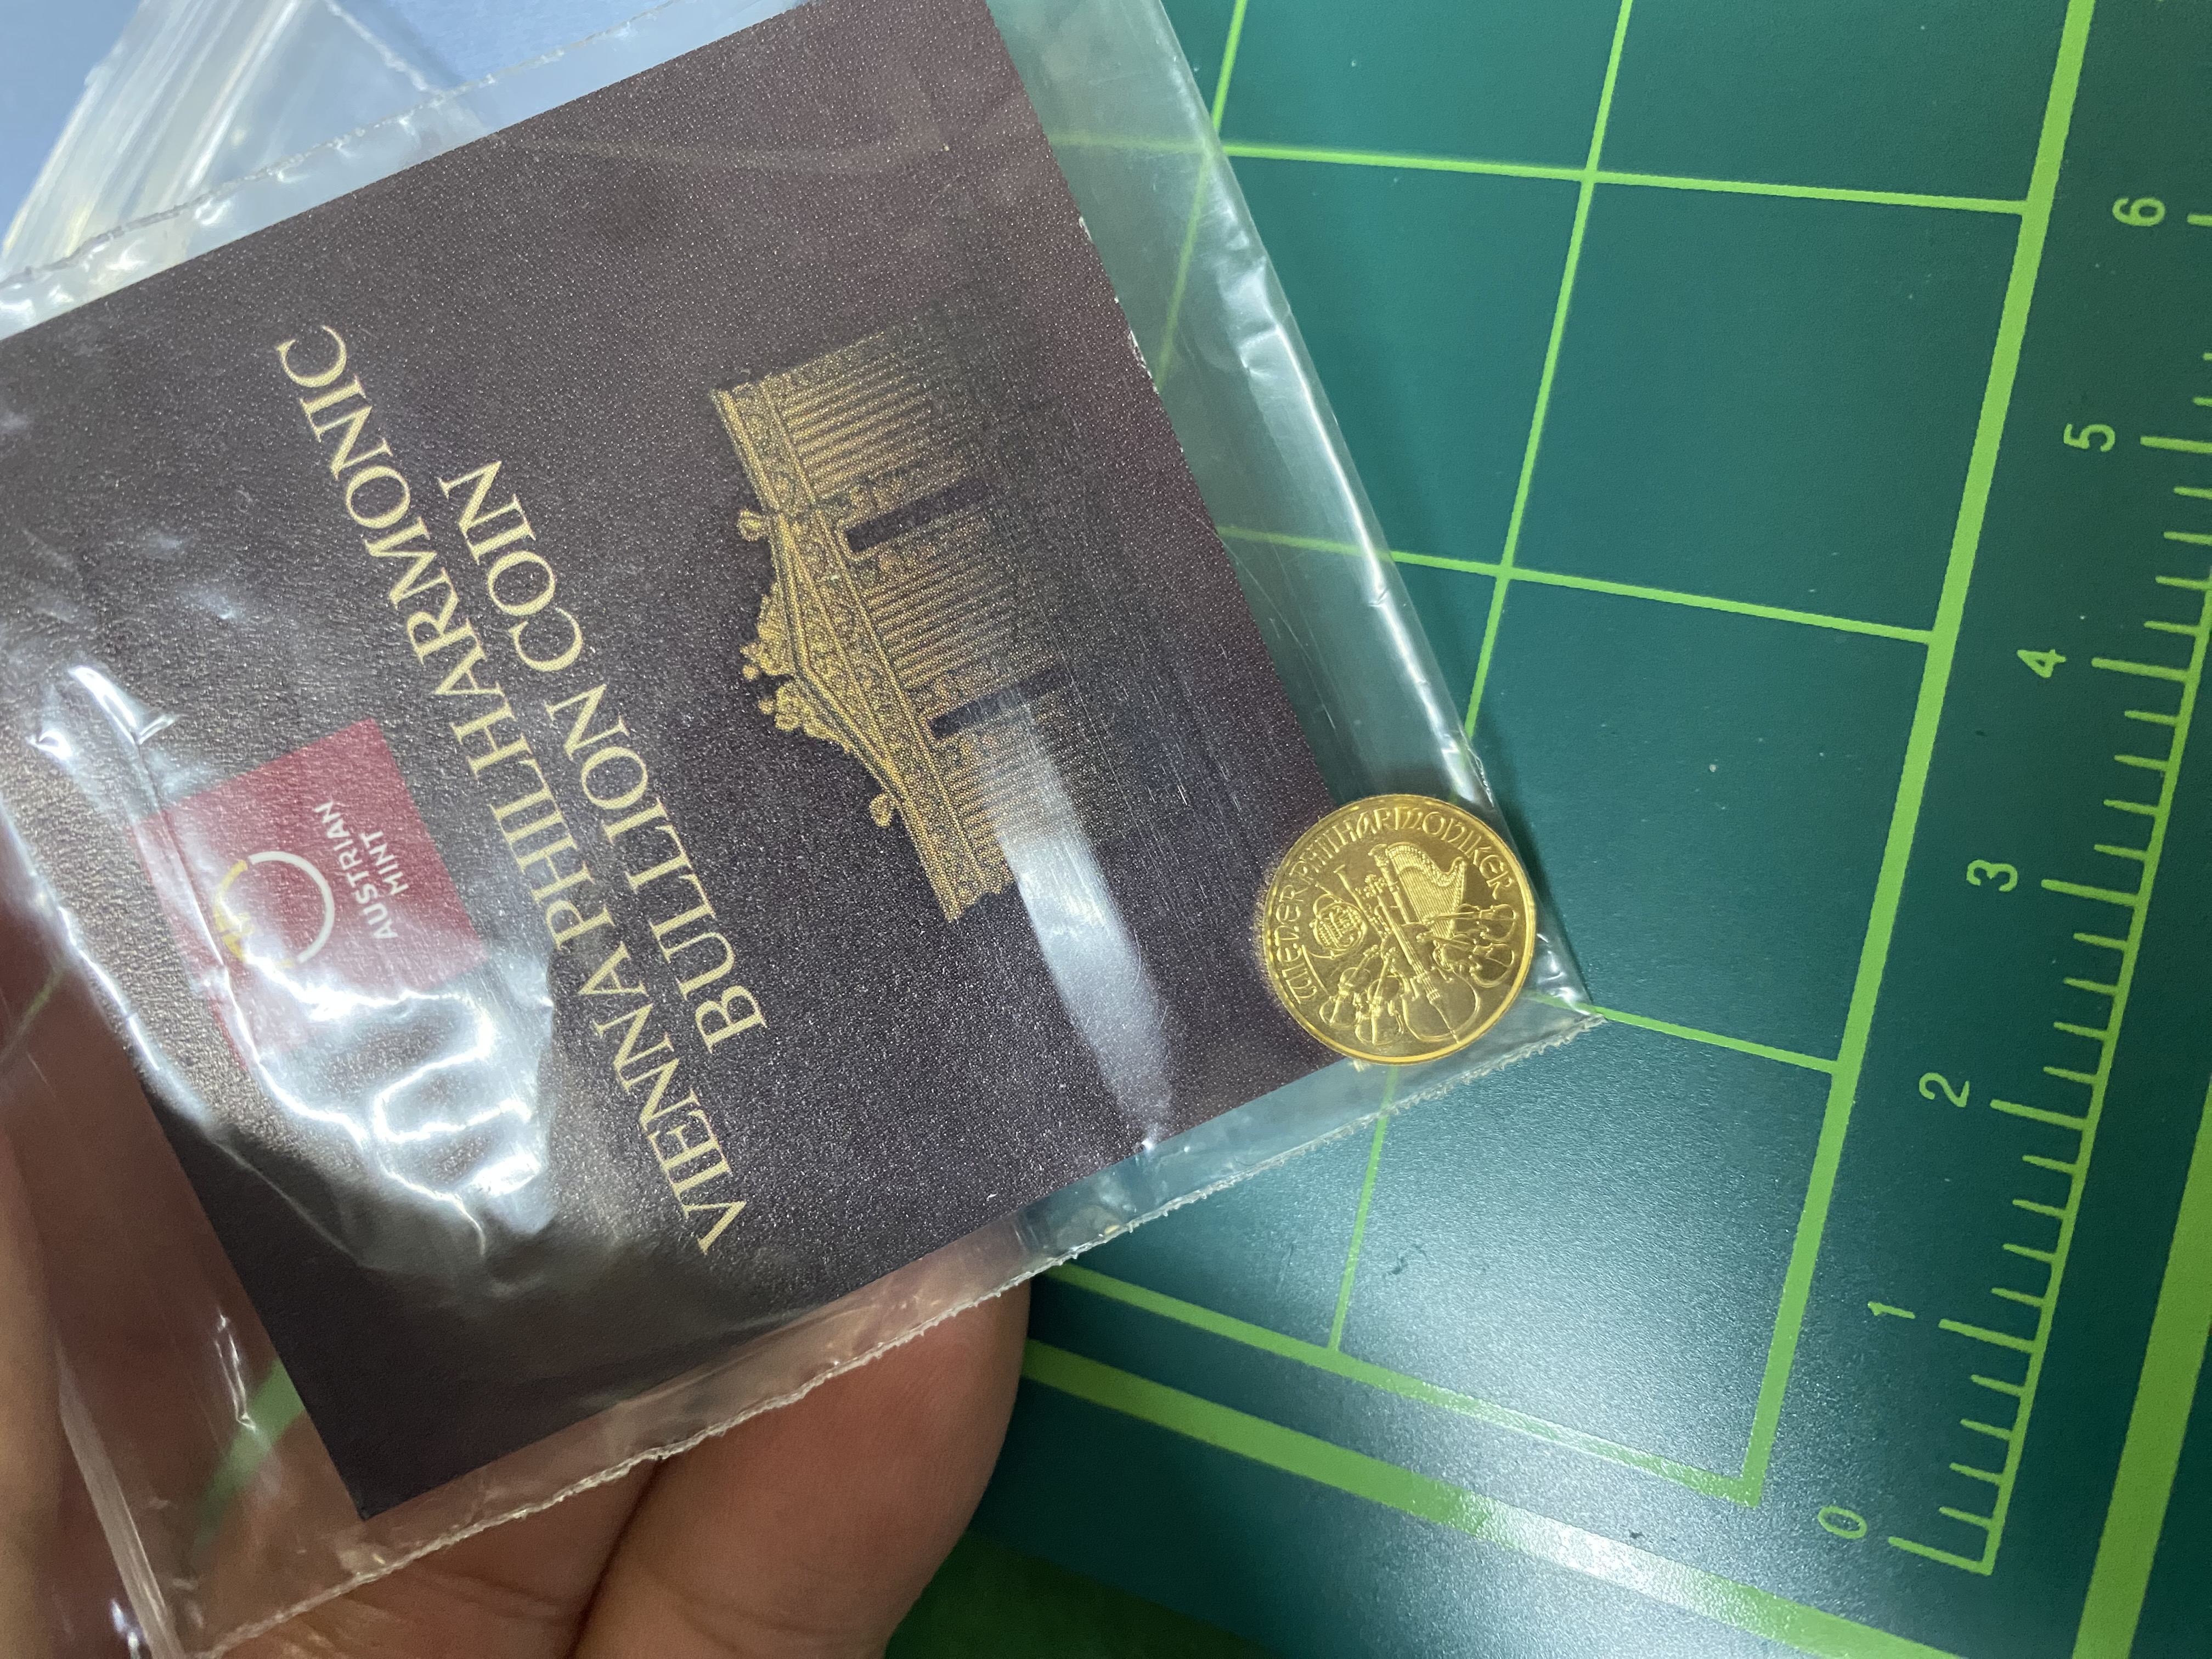 VIENNA PHILHARMONIC
BULLION COIN
AUSTRIAN
MINT
WIENER PHILHARMONIKER
6
5
4
3
2
1
0